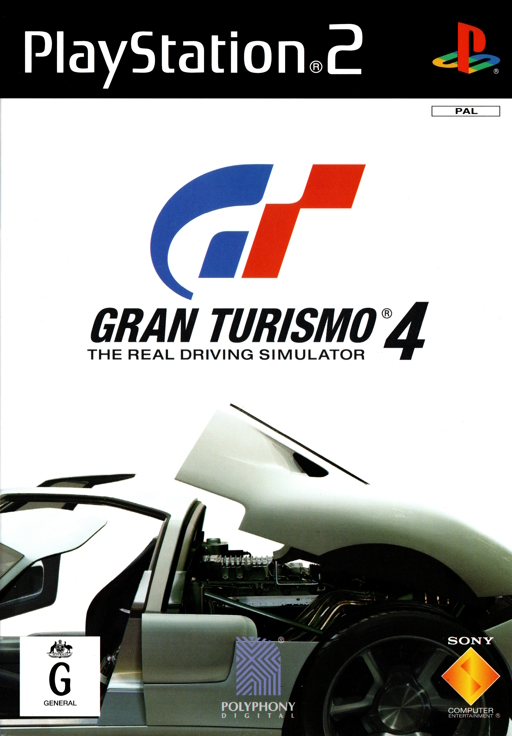 PlayStation®2
PAL
GRAN TURISMO® 4
THE REAL DRIVING SIMULATOR
G
GENERAL
®
POLYPHONY
DIGITAL
SONY
COMPUTER
ENTERTAINMENT ®